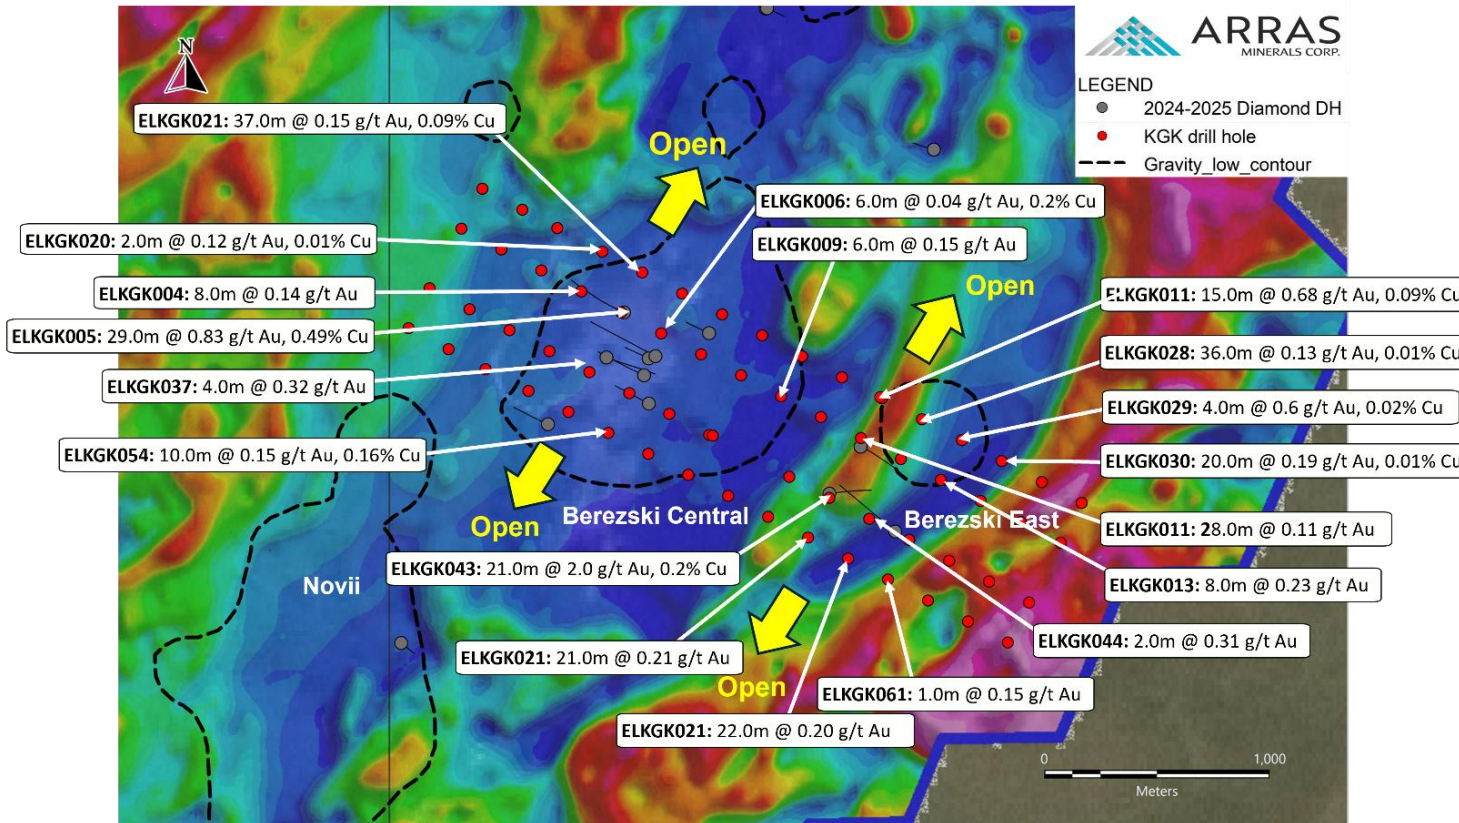 ARRAS
MINERALS CORP.
LEGEND
2024-2025 Diamond DH
KGK drill hole
Gravity_low_contour
N
ELKGK021: 37.0m @ 0.15 g/t Au, 0.09% Cu
Open
ELKGK006: 6.0m @ 0.04 g/t Au, 0.2% Cu
ELKGK020: 2.0m @ 0.12 g/t Au, 0.01% Cu
ELKGK009: 6.0m @ 0.15 g/t Au
Open
ELKGK004: 8.0m @ 0.14 g/t Au
ELKGK011: 15.0m @ 0.68 g/t Au, 0.09% Cu
ELKGK005: 29.0m @ 0.83 g/t Au, 0.49% Cu
ELKGK028: 36.0m @ 0.13 g/t Au, 0.01% Cu
ELKGK037: 4.0m @ 0.32 g/t Au
ELKGK029: 4.0m @ 0.6 g/t Au, 0.02% Cu
ELKGK054: 10.0m @ 0.15 g/t Au, 0.16% Cu
ELKGK030: 20.0m @ 0.19 g/t Au, 0.01% Cu
Open
Berezski Central
Berezski East
ELKGK011: 28.0m @ 0.11 g/t Au
ELKGK043: 21.0m @ 2.0 g/t Au, 0.2% Cu
Novii
ELKGK013: 8.0m @ 0.23 g/t Au
ELKGK044: 2.0m @ 0.31 g/t Au
ELKGK021: 21.0m @ 0.21 g/t Au
Open
ELKGK061: 1.0m @ 0.15 g/t Au
ELKGK021: 22.0m @ 0.20 g/t Au
0 1,000
Meters